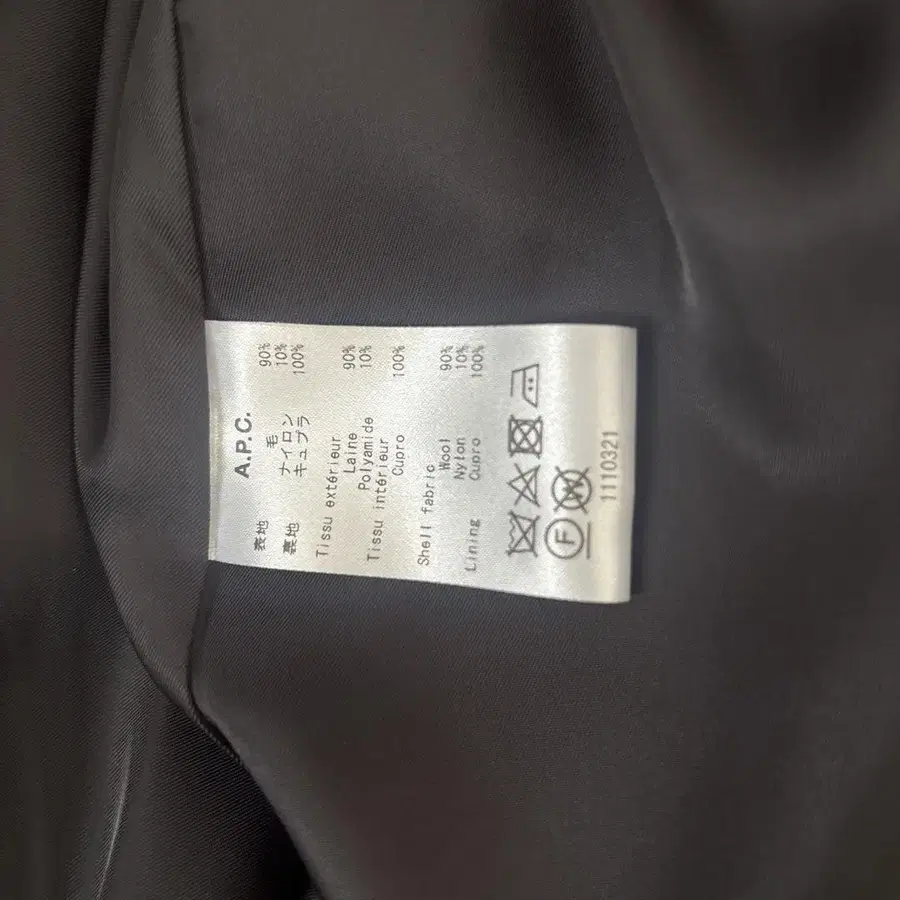 A.P.C.
表地 毛 90%
ナイロン 10%
裏地 キュプラ 100%
Tissu extérieur
Laine 90%
Polyamide 10%
Tissu intérieur
Cupro 100%
Shell fabric
Wool 90%
Nylon 10%
Lining Cupro 100%
F W
1110321